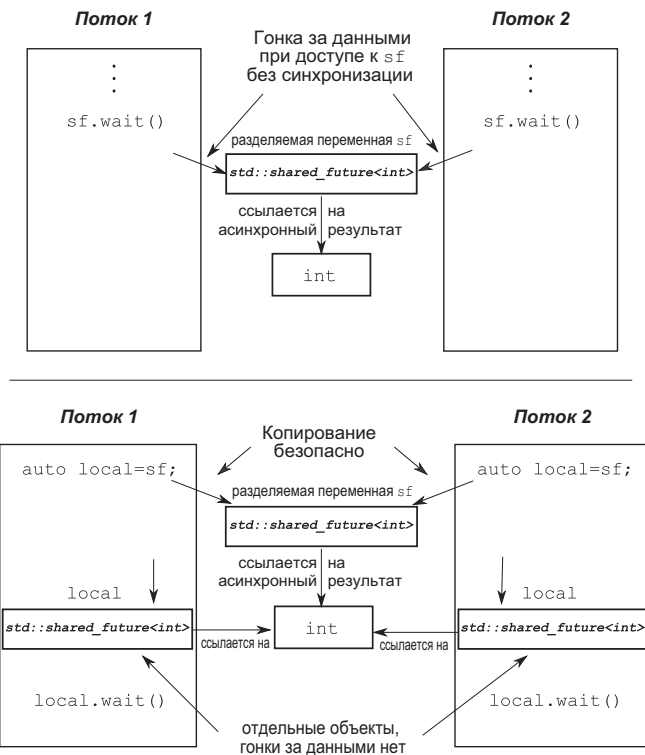 Поток 1
Поток 2
Гонка за данными
при доступе к sf
без синхронизации
sf.wait()
sf.wait()
разделяемая переменная sf
std::shared_future<int>
ссылается на
асинхронный результат
int
Поток 1
Поток 2
Копирование
безопасно
auto local=sf;
auto local=sf;
разделяемая переменная sf
std::shared_future<int>
ссылается на
асинхронный результат
local
local
std::shared_future<int>
int
std::shared_future<int>
ссылается на
ссылается на
local.wait()
local.wait()
отдельные объекты,
гонки за данными нет